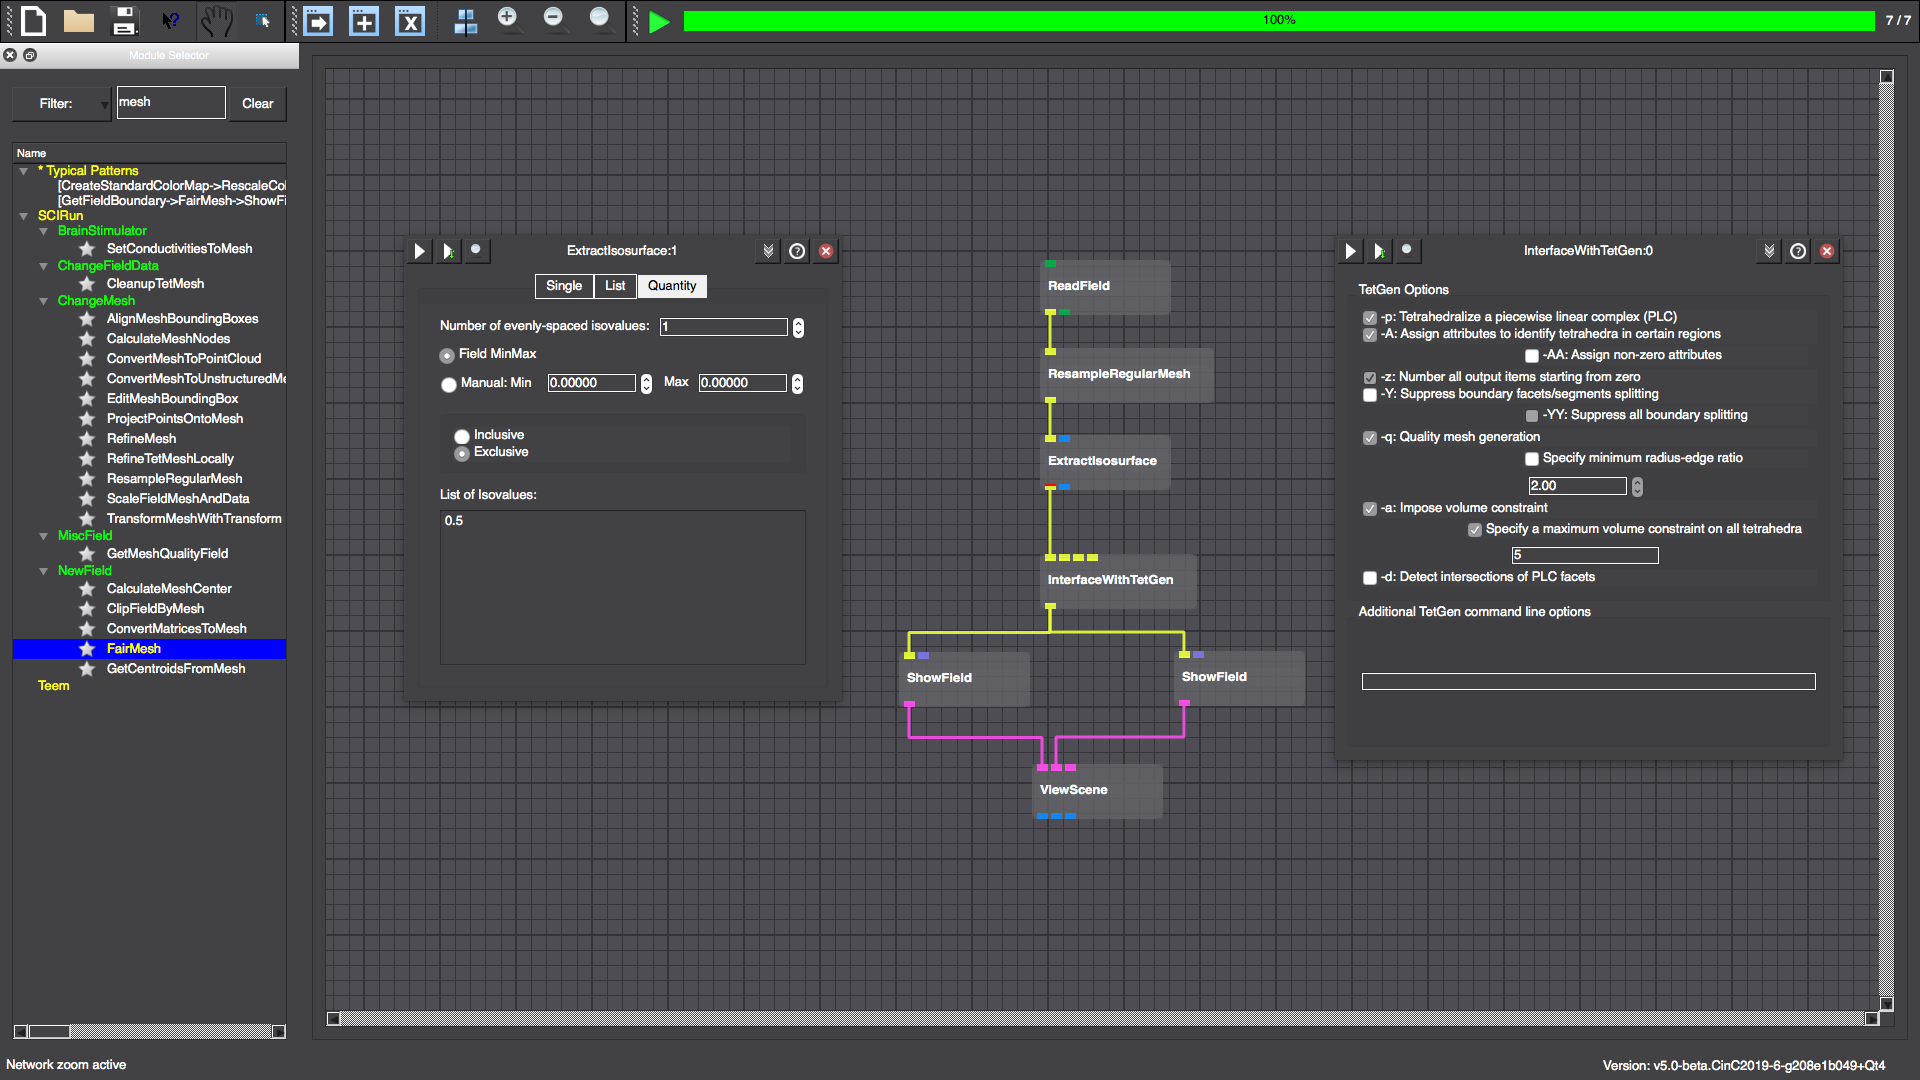 100%
7 / 7
Module Selector
Filter:
mesh
Clear
Name
* Typical Patterns
[CreateStandardColorMap->RescaleCol
[GetFieldBoundary->FairMesh->ShowFi
SCIRun
BrainStimulator
SetConductivitiesToMesh
ChangeFieldData
CleanupTetMesh
ChangeMesh
AlignMeshBoundingBoxes
CalculateMeshNodes
ConvertMeshToPointCloud
ConvertMeshToUnstructuredMe
EditMeshBoundingBox
ProjectPointsOntoMesh
RefineMesh
RefineTetMeshLocally
ResampleRegularMesh
ScaleFieldMeshAndData
TransformMeshWithTransform
MiscField
GetMeshQualityField
NewField
CalculateMeshCenter
ClipFieldByMesh
ConvertMatricesToMesh
FairMesh
GetCentroidsFromMesh
Teem
Network zoom active
ExtractIsosurface:1
Single
List
Quantity
Number of evenly-spaced isovalues:
1
Field MinMax
Manual: Min
0.00000
Max
0.00000
Inclusive
Exclusive
List of Isovalues:
0.5
ReadField
ResampleRegularMesh
ExtractIsosurface
InterfaceWithTetGen
ShowField
ShowField
ViewScene
InterfaceWithTetGen:0
TetGen Options
-p: Tetrahedralize a piecewise linear complex (PLC)
-A: Assign attributes to identify tetrahedra in certain regions
-AA: Assign non-zero attributes
-z: Number all output items starting from zero
-Y: Suppress boundary facets/segments splitting
-YY: Suppress all boundary splitting
-q: Quality mesh generation
Specify minimum radius-edge ratio
2.00
-a: Impose volume constraint
Specify a maximum volume constraint on all tetrahedra
5
-d: Detect intersections of PLC facets
Additional TetGen command line options
Version: v5.0-beta.CinC2019-6-g208e1b049+Qt4